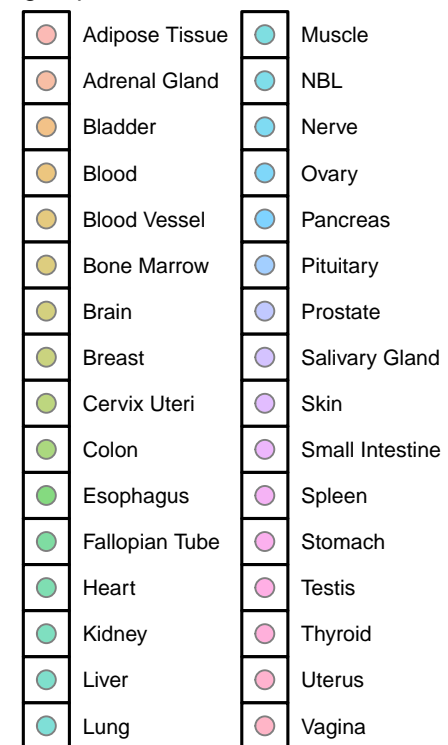 Adipose Tissue
Adrenal Gland
Bladder
Blood
Blood Vessel
Bone Marrow
Brain
Breast
Cervix Uteri
Colon
Esophagus
Fallopian Tube
Heart
Kidney
Liver
Lung
Muscle
NBL
Nerve
Ovary
Pancreas
Pituitary
Prostate
Salivary Gland
Skin
Small Intestine
Spleen
Stomach
Testis
Thyroid
Uterus
Vagina